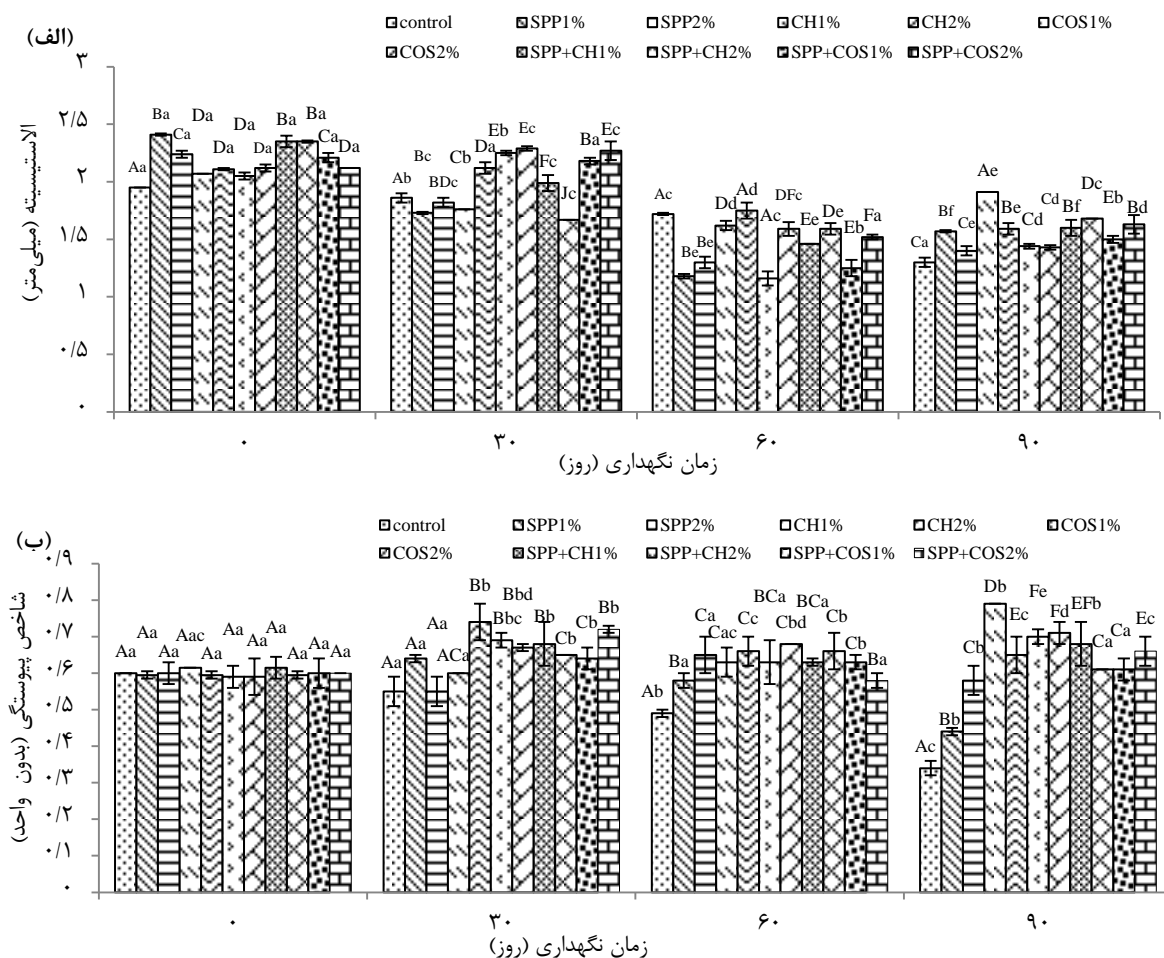 (الف)
control SPP1% SPP2% CH1% CH2% COS1%
COS2% SPP+CH1% SPP+CH2% SPP+COS1% SPP+COS2%
الاستیسیته (میلی‌متر)
۳
۲/۵
۲
۱/۵
۱
۰/۵
۰
Aa Ba Ca Da Da Da Da Ba Ba Ca Da
Ab Bc BDc Cb Da Eb Ec Fc Jc Ba Ec
Ac Be Be Dd Ad Ac DFc Ee De Eb Fa
Ca Bf Ce Ae Be Cd Cd Bf Dc Eb Bd
۰ ۳۰ ۶۰ ۹۰
زمان نگهداری (روز)
(ب)
control SPP1% SPP2% CH1% CH2% COS1%
COS2% SPP+CH1% SPP+CH2% SPP+COS1% SPP+COS2%
شاخص پیوستگی (بدون واحد)
۰/۹
۰/۸
۰/۷
۰/۶
۰/۵
۰/۴
۰/۳
۰/۲
۰/۱
۰
Aa Aa Aa Aac Aa Aa Aa Aa Aa Aa Aa
Aa Aa Aa Ca Bb Bbc Bbd Bb Cb Cb Bb
Ab Ba Ca Cac Cc BCa Cbd BCa Cb Cb Ba
Ac Bb Cb Db Ec Fe Fd EFb Ca Ca Ec
۰ ۳۰ ۶۰ ۹۰
زمان نگهداری (روز)